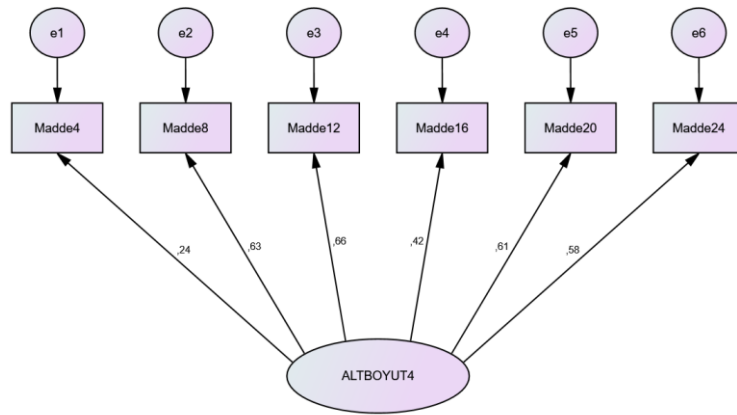 e1 e2 e3 e4 e5 e6
Madde4 Madde8 Madde12 Madde16 Madde20 Madde24
,24 ,63 ,66 ,42 ,61 ,58
ALTBOYUT4